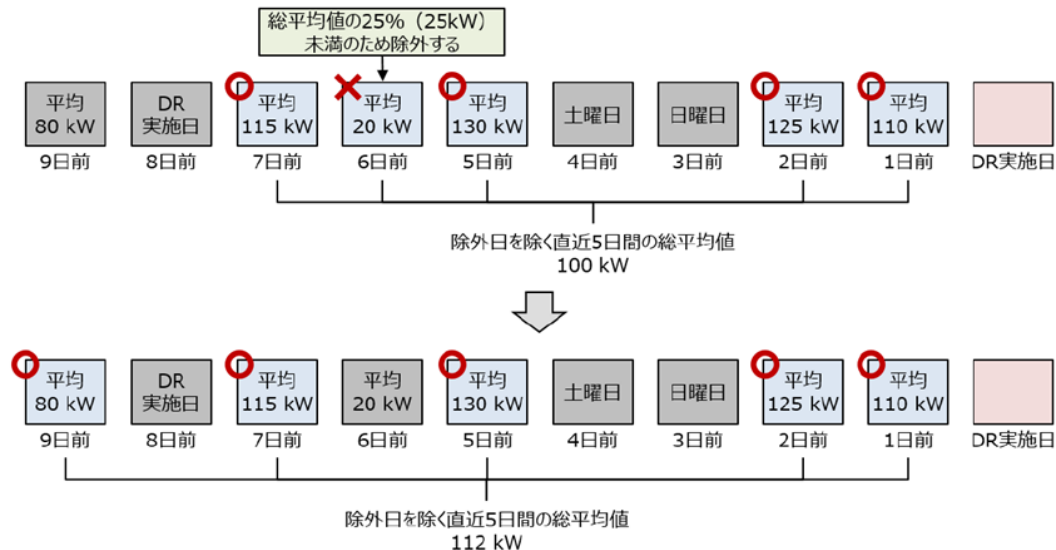 総平均値の25%（25kW）
未満のため除外する
平均
80 kW
DR
実施日
平均
115 kW
平均
20 kW
平均
130 kW
土曜日
日曜日
平均
125 kW
平均
110 kW
9日前
8日前
7日前
6日前
5日前
4日前
3日前
2日前
1日前
DR実施日
除外日を除く直近5日間の総平均値
100 kW
平均
80 kW
DR
実施日
平均
115 kW
平均
20 kW
平均
130 kW
土曜日
日曜日
平均
125 kW
平均
110 kW
9日前
8日前
7日前
6日前
5日前
4日前
3日前
2日前
1日前
DR実施日
除外日を除く直近5日間の総平均値
112 kW